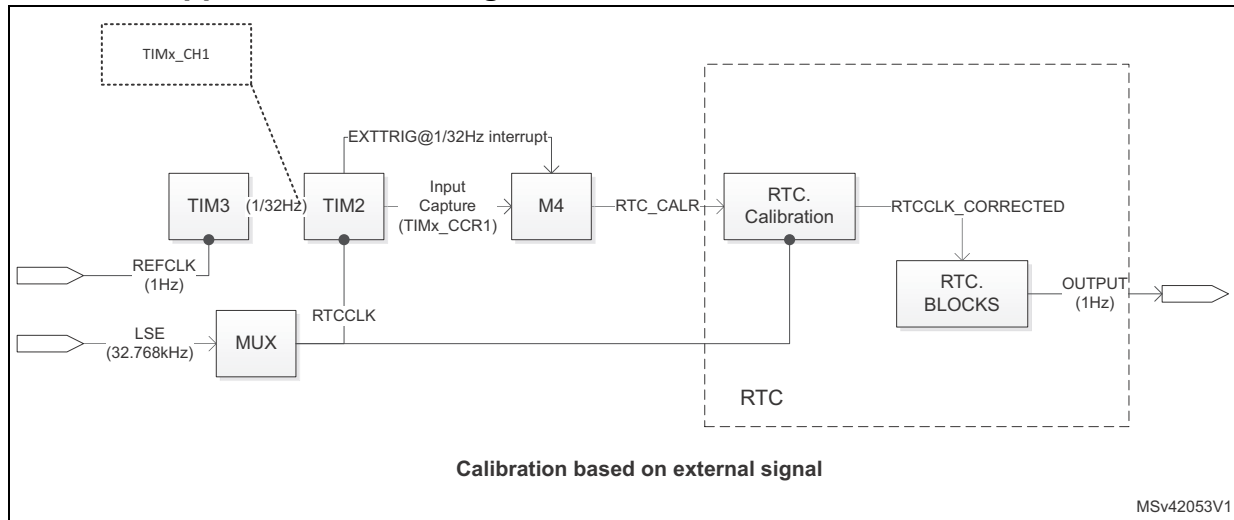 TIMx_CH1
EXTTRIG@1/32Hz interrupt
TIM3
(1/32Hz)
TIM2
Input
Capture
(TIMx_CCR1)
M4
RTC_CALR
RTC.
Calibration
RTCCLK_CORRECTED
REFCLK
(1Hz)
RTC.
BLOCKS
OUTPUT
(1Hz)
LSE
(32.768kHz)
MUX
RTCCLK
RTC
Calibration based on external signal
MSv42053V1